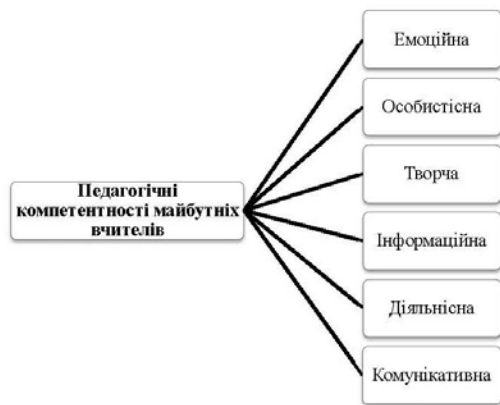 Педагогічні
компетентності майбутніх
вчителів
Емоційна
Особистісна
Творча
Інформаційна
Діяльнісна
Комунікативна